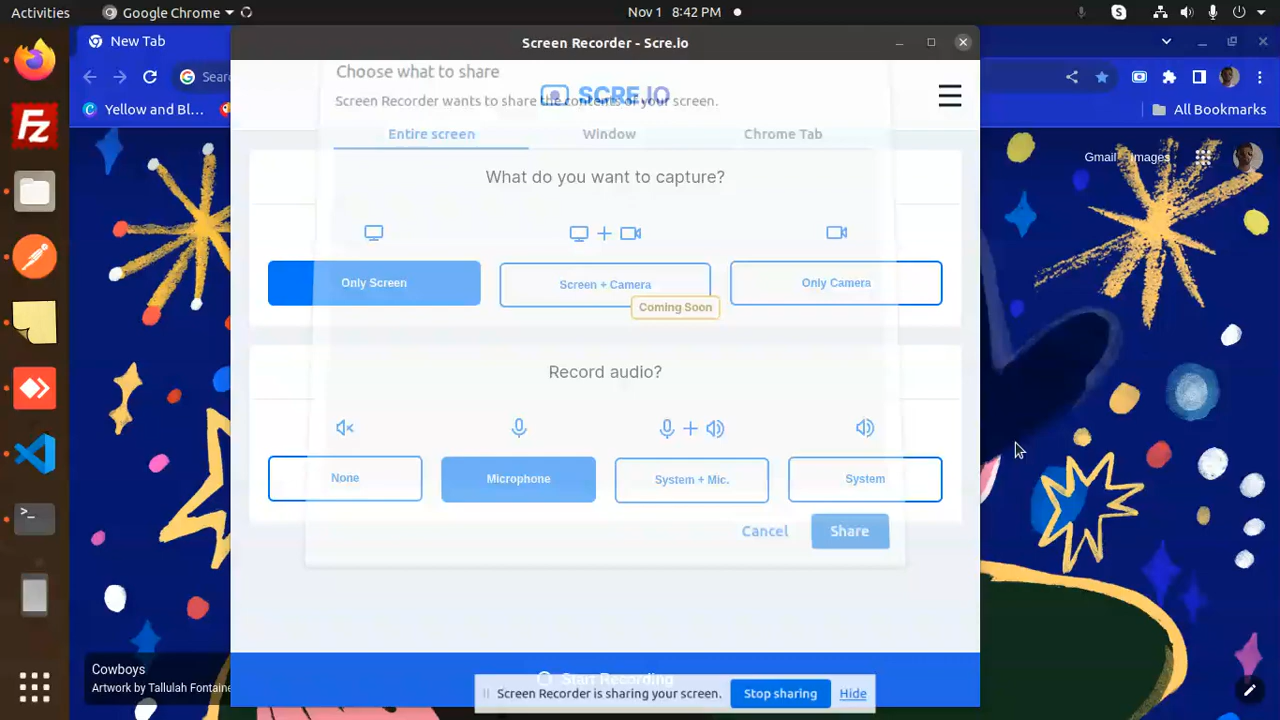 Activities
Google Chrome
Nov 1 8:42 PM
New Tab
Screen Recorder - Scre.io
Sear
Choose what to share
SCRE.IO
Screen Recorder wants to share the contents of your screen.
Yellow and Bl...
All Bookmarks
Entire screen
Window
Chrome Tab
Gmail
Images
What do you want to capture?
Only Screen
Screen + Camera
Only Camera
Coming Soon
Record audio?
None
Microphone
System + Mic.
System
Cancel
Share
Cowboys
Artwork by Tallulah Fontaine
Start Recording
Screen Recorder is sharing your screen.
Stop sharing
Hide